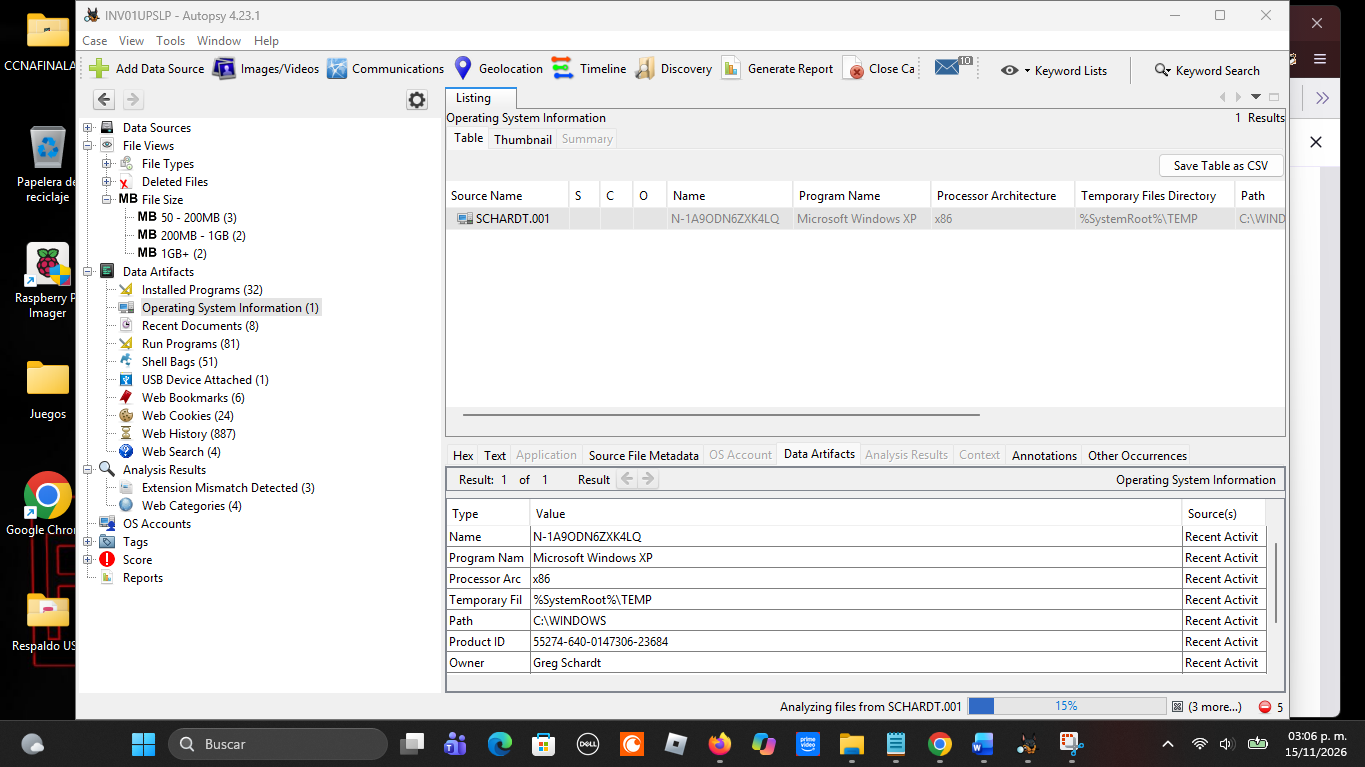 INV01UPSLP - Autopsy 4.23.1
Case View Tools Window Help
Add Data Source Images/Videos Communications Geolocation Timeline Discovery Generate Report Close Ca 10 Keyword Lists Keyword Search
CCNAFINALA
Papelera de
reciclaje
Raspberry P
Imager
Juegos
Google Chro
Respaldo US
Data Sources
File Views
File Types
Deleted Files
MB File Size
MB 50 - 200MB (3)
MB 200MB - 1GB (2)
MB 1GB+ (2)
Data Artifacts
Installed Programs (32)
Operating System Information (1)
Recent Documents (8)
Run Programs (81)
Shell Bags (51)
USB Device Attached (1)
Web Bookmarks (6)
Web Cookies (24)
Web History (887)
Web Search (4)
Analysis Results
Extension Mismatch Detected (3)
Web Categories (4)
OS Accounts
Tags
Score
Reports
Listing
Operating System Information 1 Results
Table Thumbnail Summary
Save Table as CSV
Source Name S C O Name Program Name Processor Architecture Temporary Files Directory Path
SCHARDT.001 N-1A9ODN6ZXK4LQ Microsoft Windows XP x86 %SystemRoot%\TEMP C:\WIND
Hex Text Application Source File Metadata OS Account Data Artifacts Analysis Results Context Annotations Other Occurrences
Result: 1 of 1 Result Operating System Information
Type Value Source(s)
Name N-1A9ODN6ZXK4LQ Recent Activit
Program Nam Microsoft Windows XP Recent Activit
Processor Arc x86 Recent Activit
Temporary Fil %SystemRoot%\TEMP Recent Activit
Path C:\WINDOWS Recent Activit
Product ID 55274-640-0147306-23684 Recent Activit
Owner Greg Schardt Recent Activit
Analyzing files from SCHARDT.001 15% (3 more...) 5
Buscar
DELL
prime
video
03:06 p. m.
15/11/2026